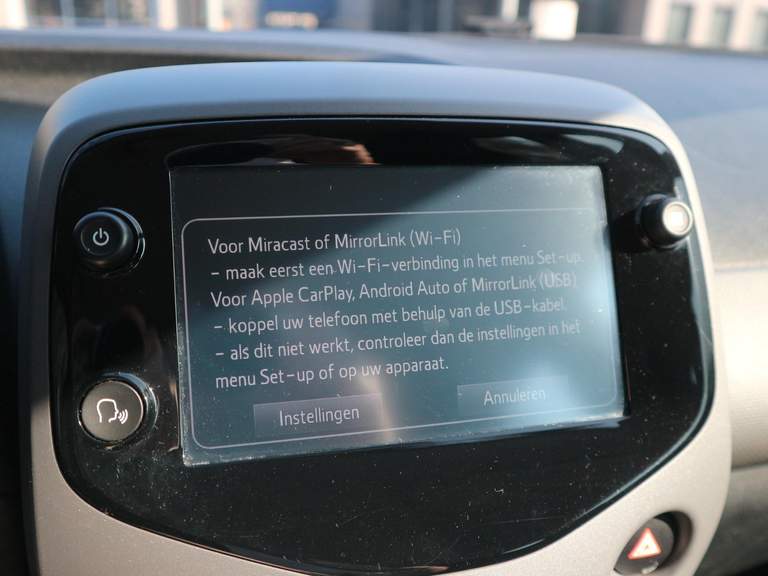 Voor Miracast of MirrorLink (Wi-Fi)
- maak eerst een Wi-Fi-verbinding in het menu Set-up.
Voor Apple CarPlay, Android Auto of MirrorLink (USB)
- koppel uw telefoon met behulp van de USB-kabel.
- als dit niet werkt, controleer dan de instellingen in het
menu Set-up of op uw apparaat.
Instellingen
Annuleren